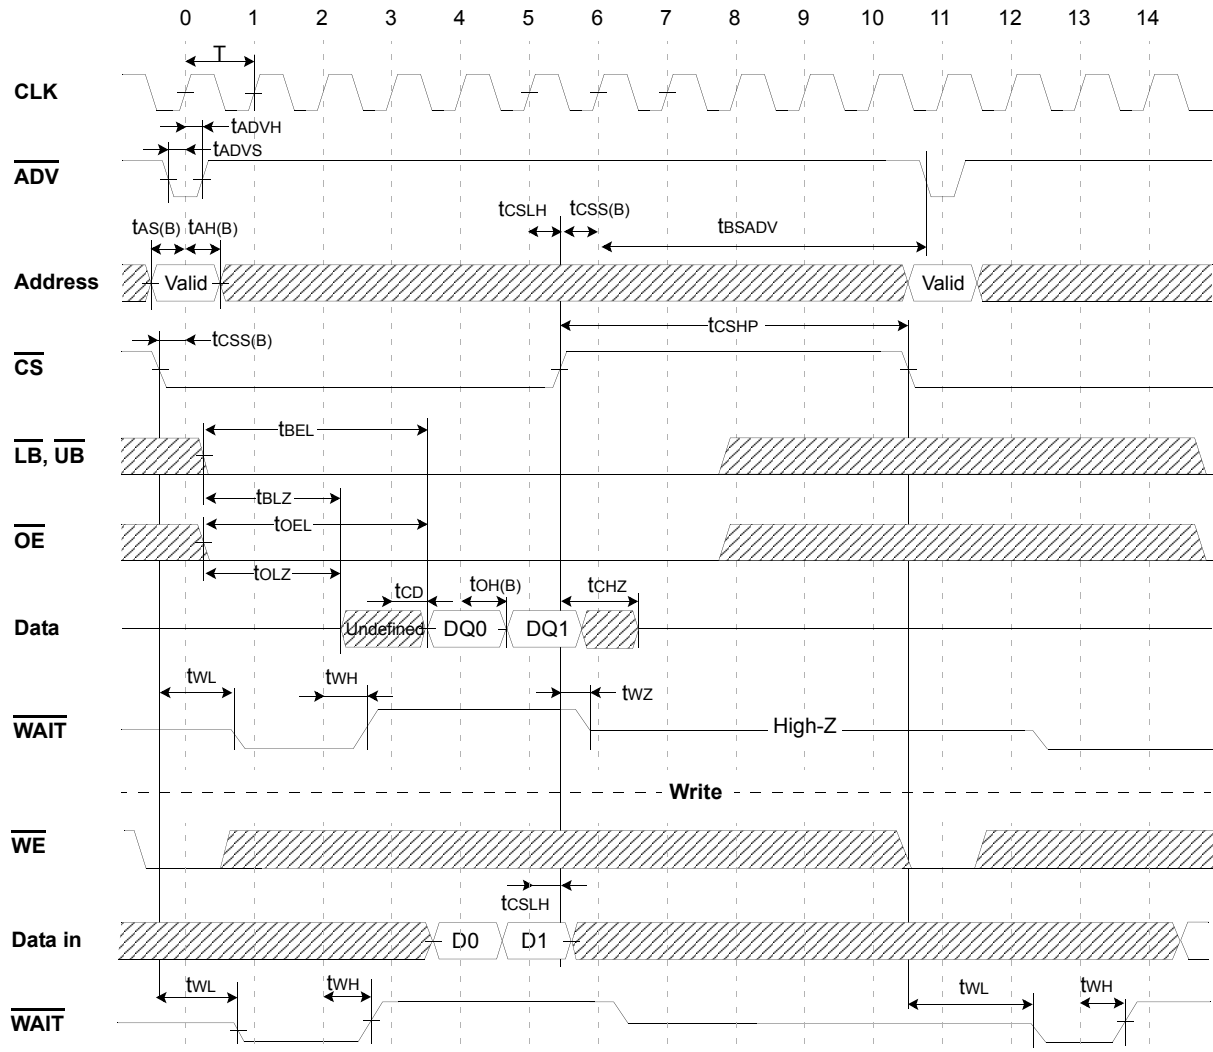 0 1 2 3 4 5 6 7 8 9 10 11 12 13 14
T
CLK
tADVH
tADVS
ADV
tCSLH tCSS(B)
tBSADV
tAS(B) tAH(B)
Address Valid Valid
tCSS(B) tCSHP
CS
tBEL
LB, UB
tBLZ
tOEL
OE
tOLZ
tCD tOH(B) tCHZ
Data Undefined DQ0 DQ1
tWL tWH tWZ
WAIT High-Z
Write
WE
tCSLH
Data in D0 D1
tWL tWH tWL tWH
WAIT